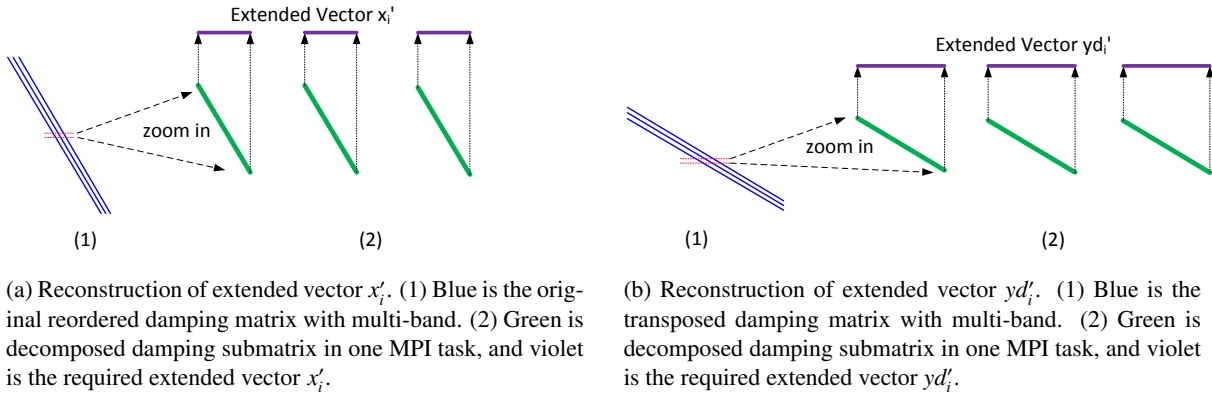 Extended Vector xi'
zoom in
(1)
(2)
(a) Reconstruction of extended vector x′i. (1) Blue is the orig-
inal reordered damping matrix with multi-band. (2) Green is
decomposed damping submatrix in one MPI task, and violet
is the required extended vector x′i.
Extended Vector ydi'
zoom in
(1)
(2)
(b) Reconstruction of extended vector yd′i. (1) Blue is the
transposed damping matrix with multi-band. (2) Green is
decomposed damping submatrix in one MPI task, and violet
is the required extended vector yd′i.